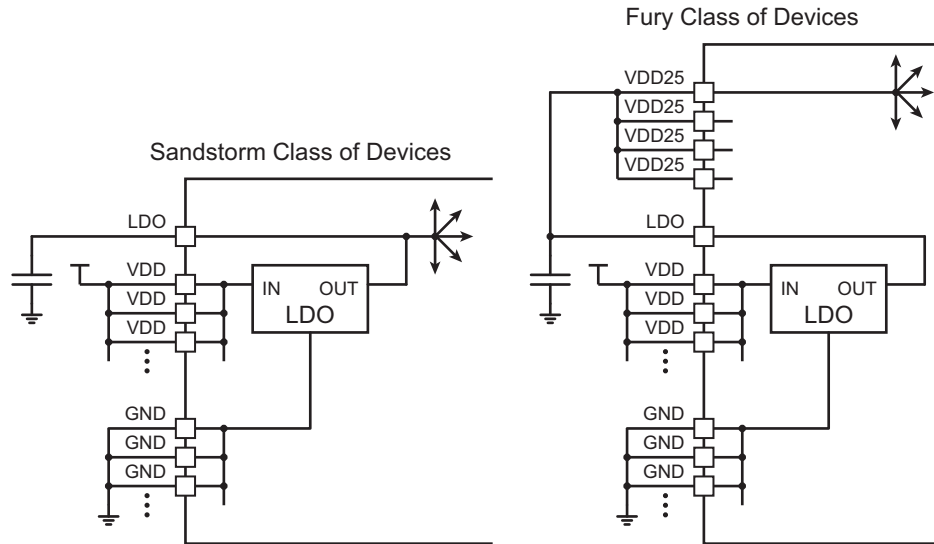 Sandstorm Class of Devices
LDO
VDD
VDD
VDD
IN OUT
LDO
GND
GND
GND
Fury Class of Devices
VDD25
VDD25
VDD25
VDD25
LDO
VDD
VDD
VDD
IN OUT
LDO
GND
GND
GND